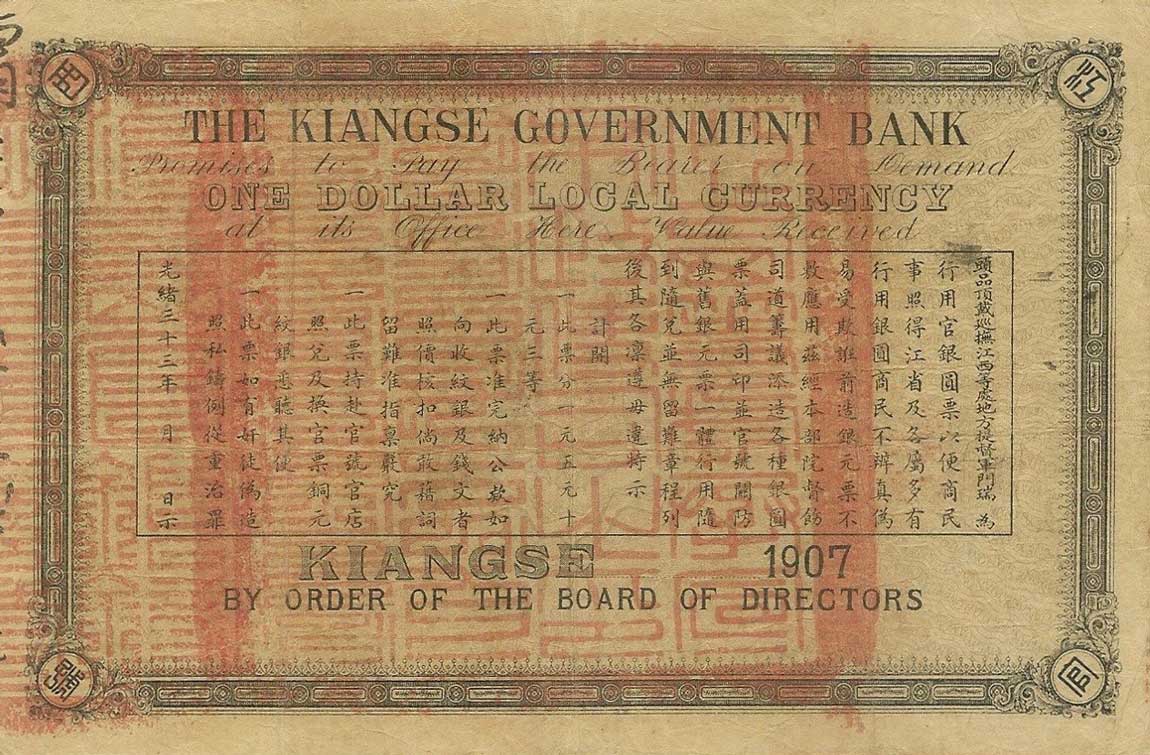 江
西
THE KIANGSE GOVERNMENT BANK
Promises to Pay the Bearer on Demand
ONE DOLLAR LOCAL CURRENCY
at its Office Here, Value Received
頭品頂戴巡撫江西等處地方提督軍門瑞 為
行用官銀圓票以便商民
事照得江省及各屬多有
行用銀圓商民不辨真偽
易受欺前造銀元票不
敷應用茲經本部院督飭
司道籌議添造各種銀圓
票蓋用司印並官號關防
與舊銀元票一體行用隨
到隨兌並無留難章程列
後其各凜遵毋違特示
計開
一此票分一元五元十
元三等
一此票准完納公款如
向收紋銀及錢文者
照價核扣倘敢藉詞
留難准指稟嚴究
一此票持赴官號官店
照兌及換官票銅元
紋銀悉聽其便
一此票如有奸徒偽造
照私鑄例從重治罪
光緒三十三年 月 日示
KIANGSE 1907
BY ORDER OF THE BOARD OF DIRECTORS
官
號